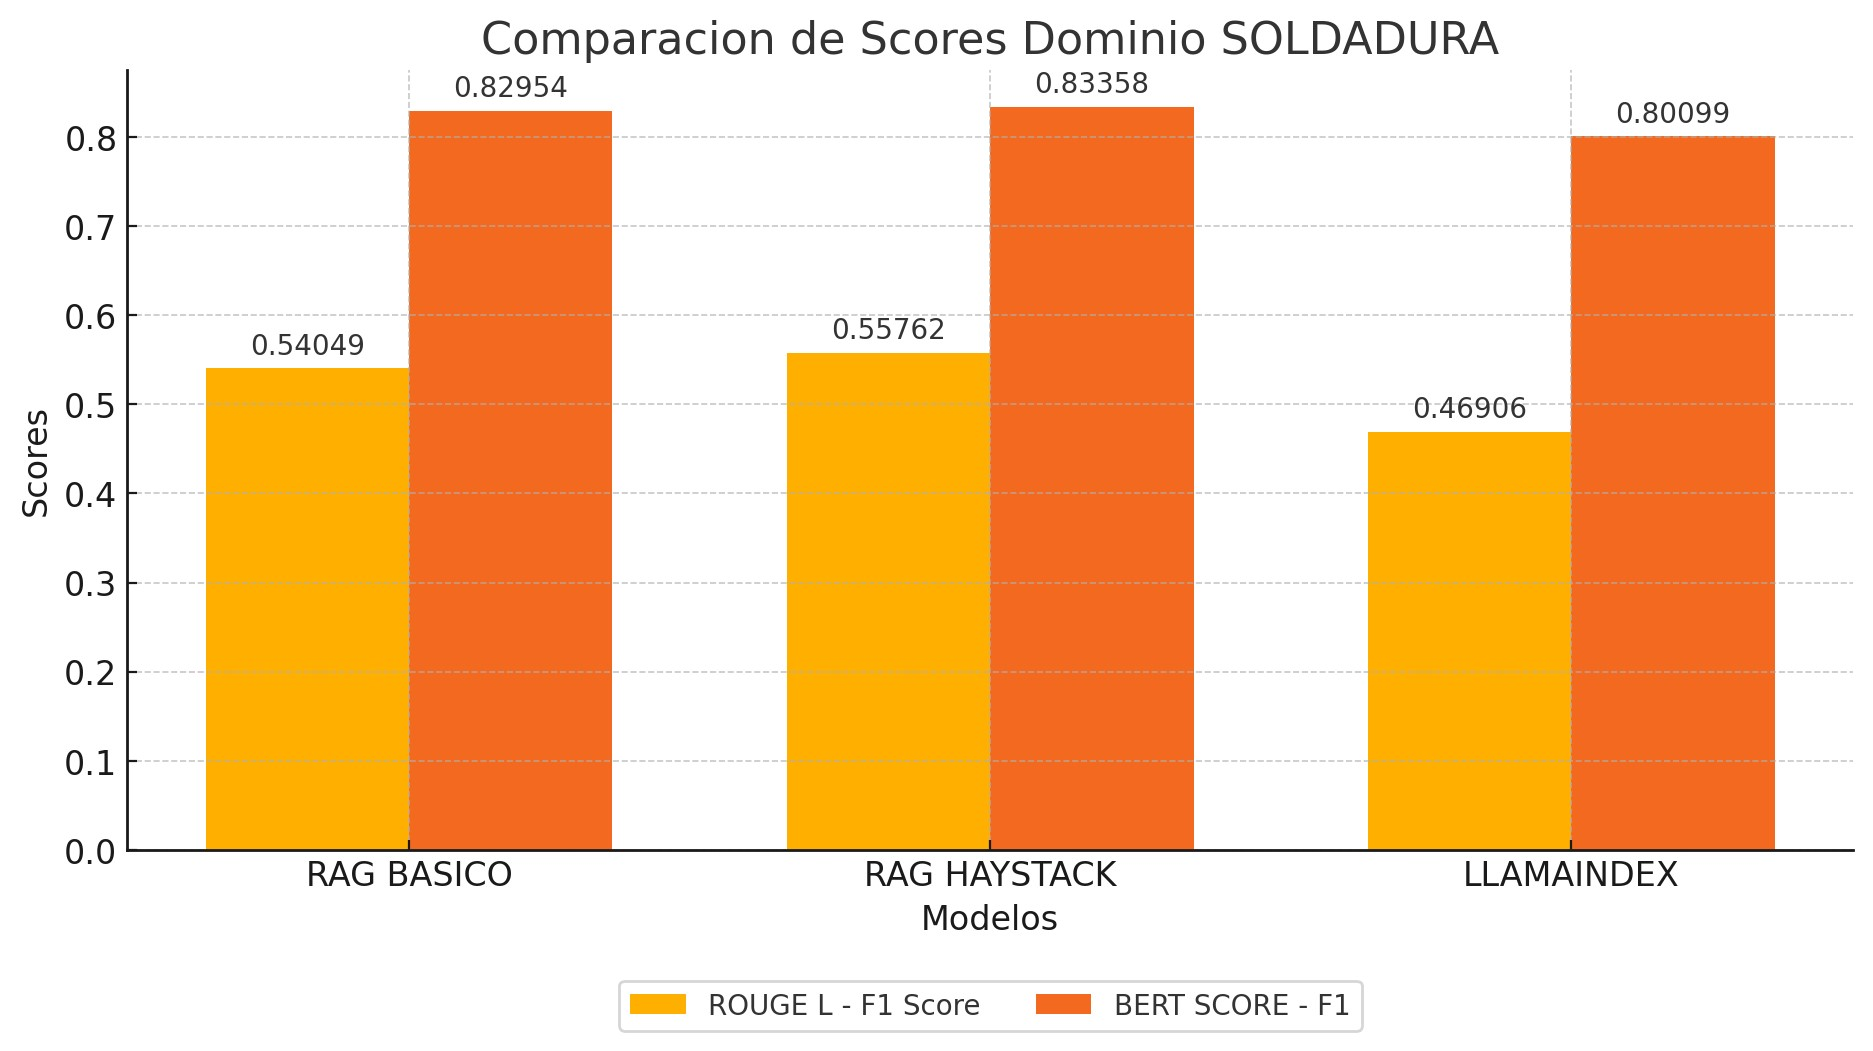 Comparacion de Scores Dominio SOLDADURA
0.82954
0.83358
0.80099
0.54049
0.55762
0.46906
Scores
0.8
0.7
0.6
0.5
0.4
0.3
0.2
0.1
0.0
RAG BASICO
RAG HAYSTACK
LLAMAINDEX
Modelos
ROUGE L - F1 Score
BERT SCORE - F1